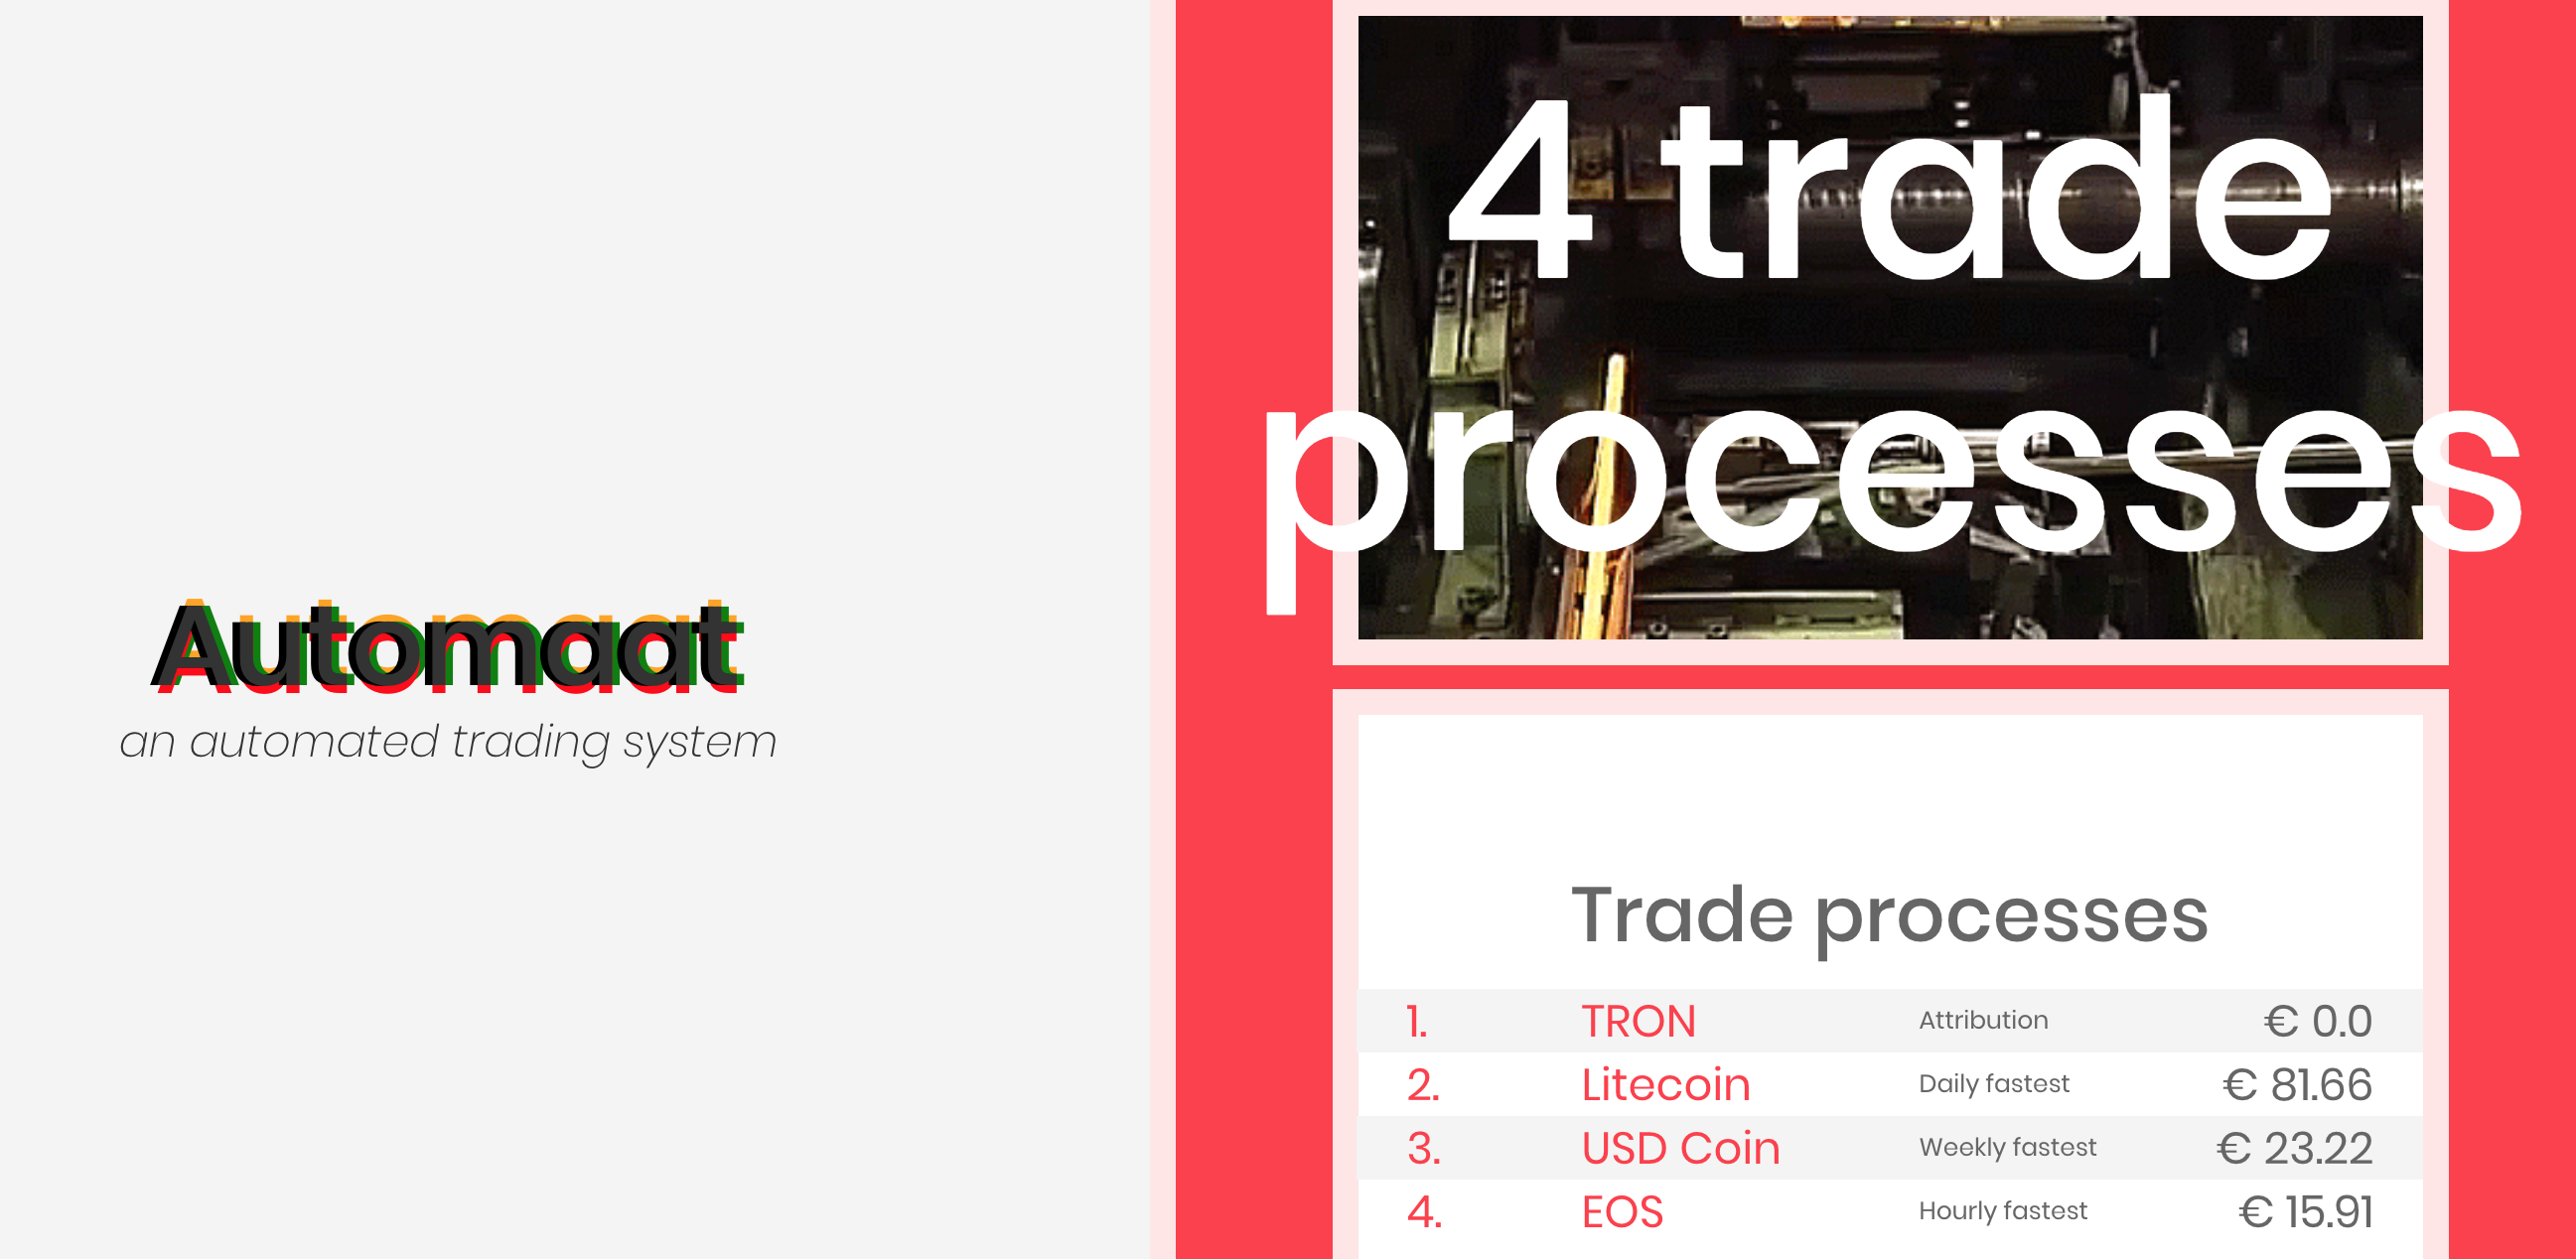 Automaat
an automated trading system
4 trade
processes
Trade processes
1. TRON Attribution € 0.0
2. Litecoin Daily fastest € 81.66
3. USD Coin Weekly fastest € 23.22
4. EOS Hourly fastest € 15.91